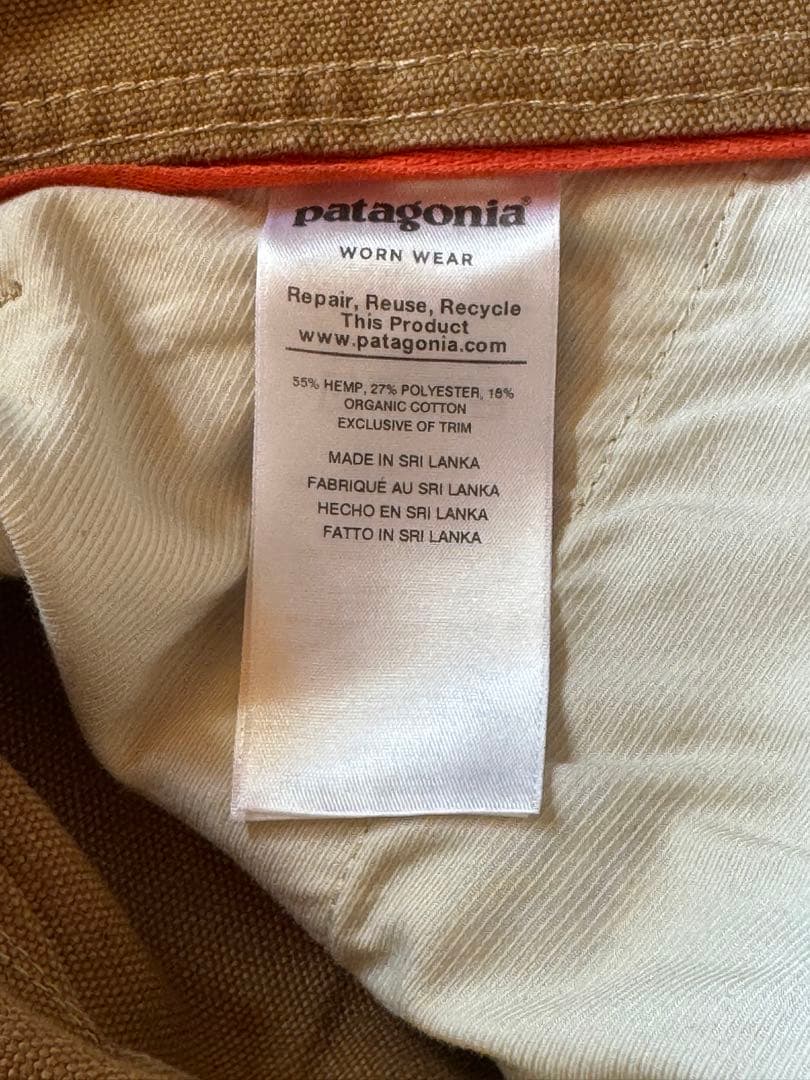 patagonia®
WORN WEAR
Repair, Reuse, Recycle
This Product
www.patagonia.com
55% HEMP, 27% POLYESTER, 18%
ORGANIC COTTON
EXCLUSIVE OF TRIM
MADE IN SRI LANKA
FABRIQUÉ AU SRI LANKA
HECHO EN SRI LANKA
FATTO IN SRI LANKA